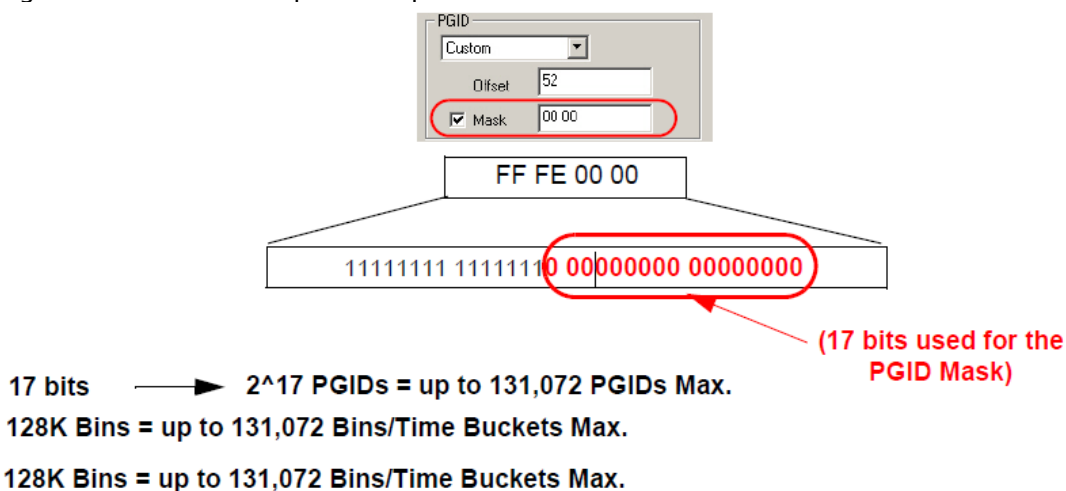 PGID
Custom
Offset
52
Mask
00 00
FF FE 00 00
11111111 11111110 00000000 00000000
(17 bits used for the
PGID Mask)
17 bits
2^17 PGIDs = up to 131,072 PGIDs Max.
128K Bins = up to 131,072 Bins/Time Buckets Max.
128K Bins = up to 131,072 Bins/Time Buckets Max.